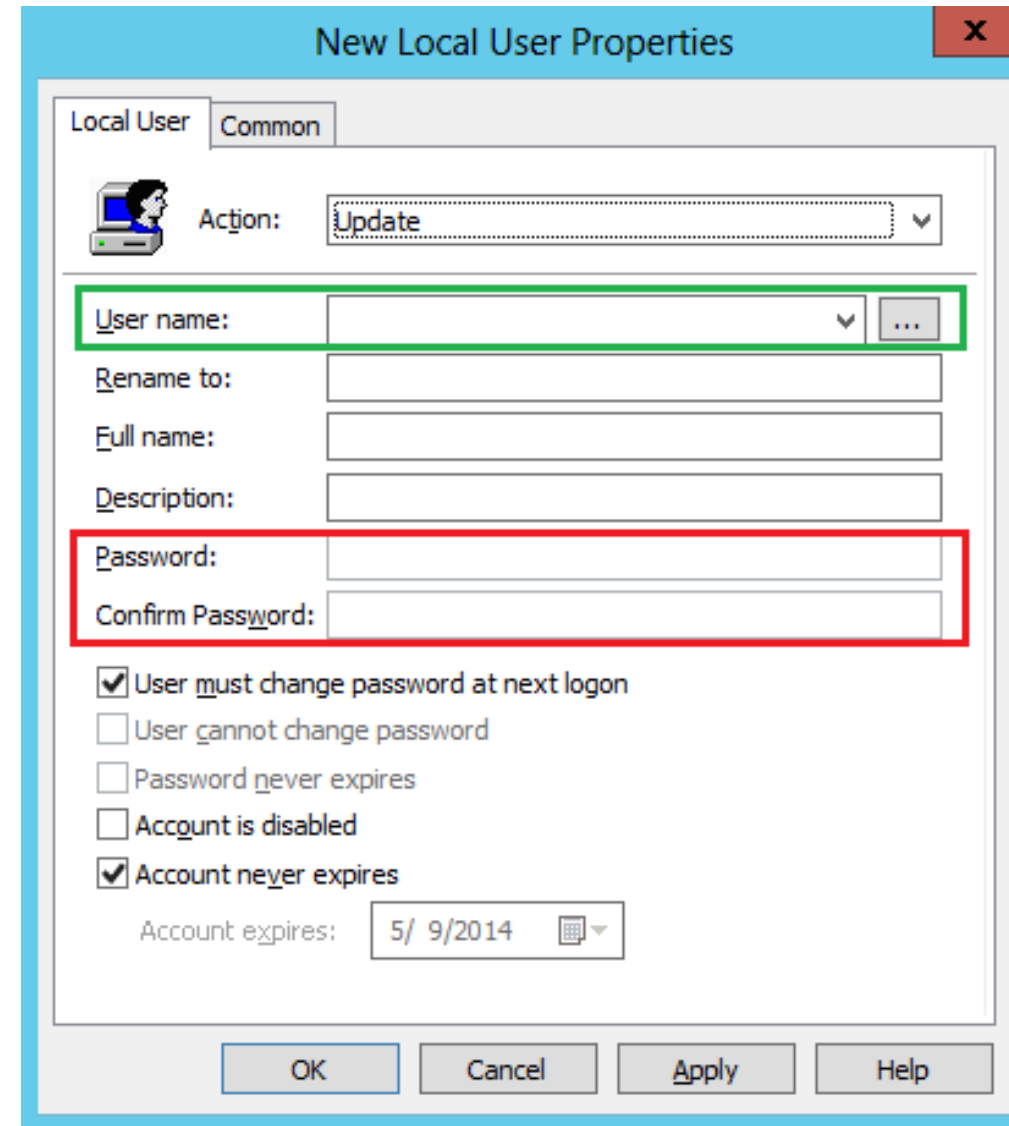 New Local User Properties
x
Local User Common
Action: Update
User name: ...
Rename to:
Full name:
Description:
Password:
Confirm Password:
User must change password at next logon
User cannot change password
Password never expires
Account is disabled
Account never expires
Account expires: 5/ 9/2014
OK Cancel Apply Help